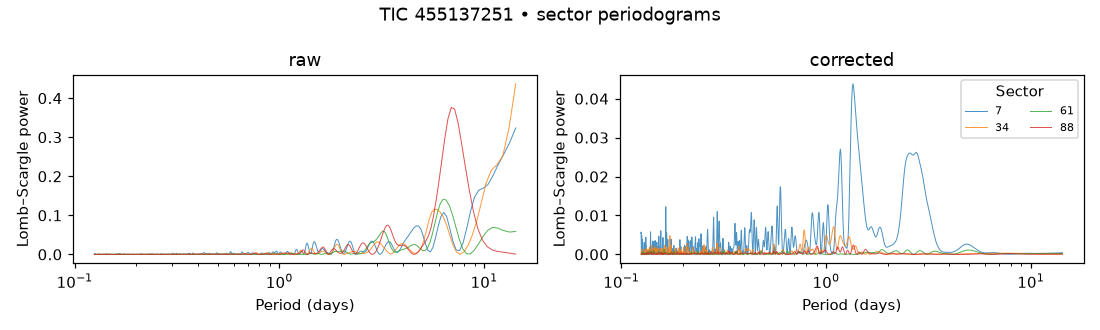 TIC 455137251 • sector periodograms
raw
Lomb–Scargle power
0.4
0.3
0.2
0.1
0.0
10⁻¹
10⁰
10¹
Period (days)
corrected
Lomb–Scargle power
0.04
0.03
0.02
0.01
0.00
10⁻¹
10⁰
10¹
Period (days)
Sector
7
34
61
88